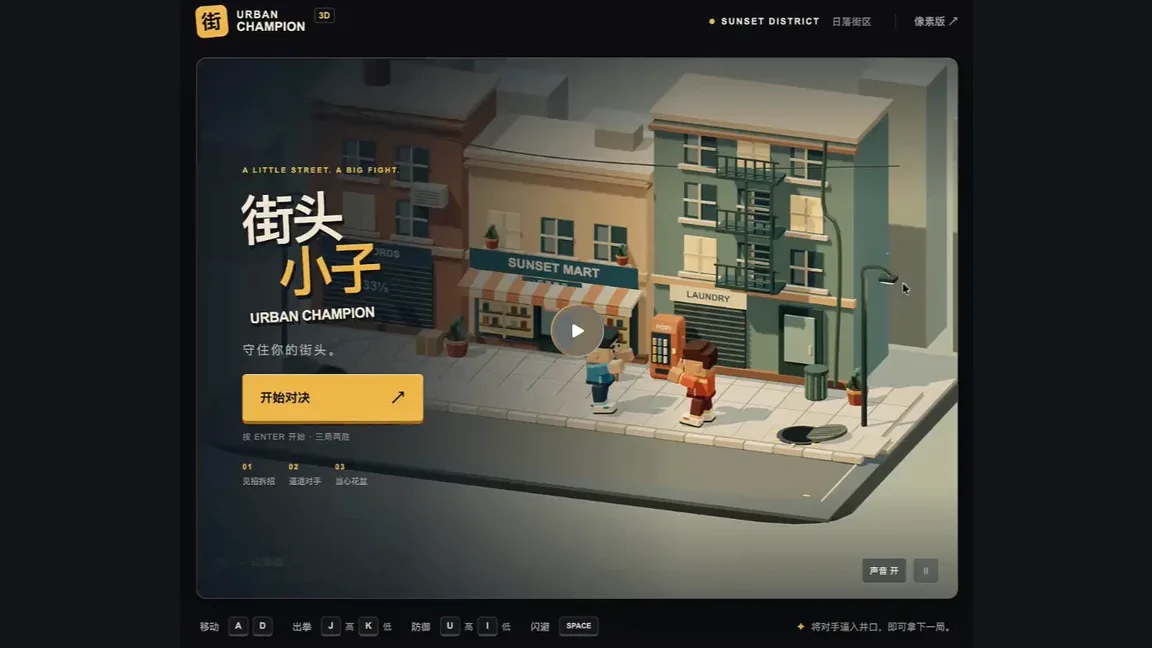 街
URBAN
CHAMPION
3D
SUNSET DISTRICT 日落街区
像素版 ↗
A LITTLE STREET. A BIG FIGHT.
街头
小子
URBAN CHAMPION
守住你的街头。
开始对决 ↗
按 ENTER 开始 · 三局两胜
01 02 03
见招拆招 逼退对手 当心花盆
33⅓
SUNSET MART
LAUNDRY
声音 开
移动 A D 出拳 J 高 K 低 防御 U 高 I 低 闪避 SPACE
将对手逼入井口，即可拿下一局。